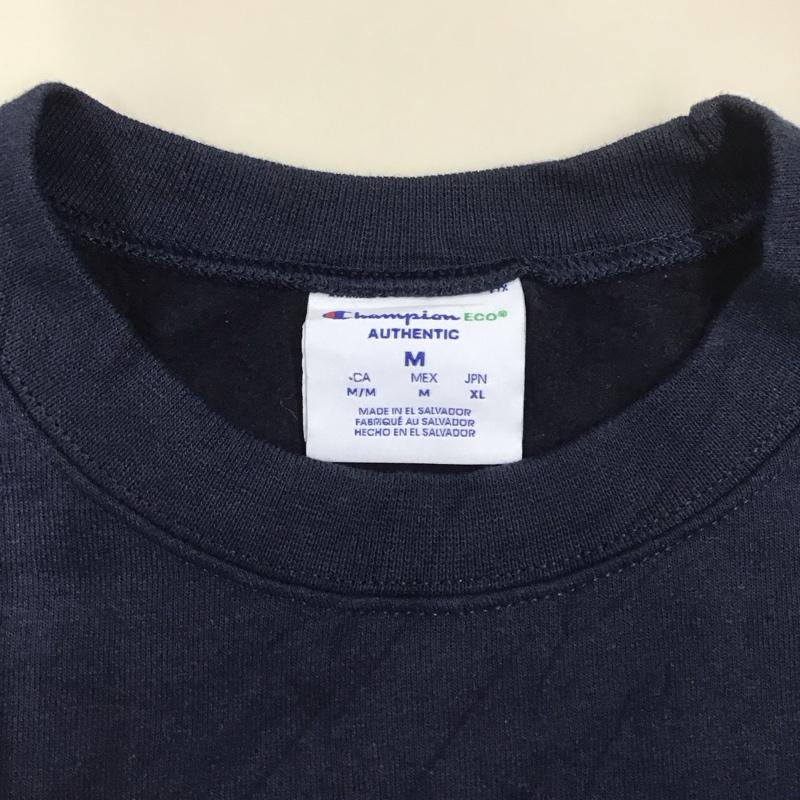 Champion ECO®
AUTHENTIC
M
CA MEX JPN
M/M M XL
MADE IN EL SALVADOR
FABRIQUÉ AU SALVADOR
HECHO EN EL SALVADOR